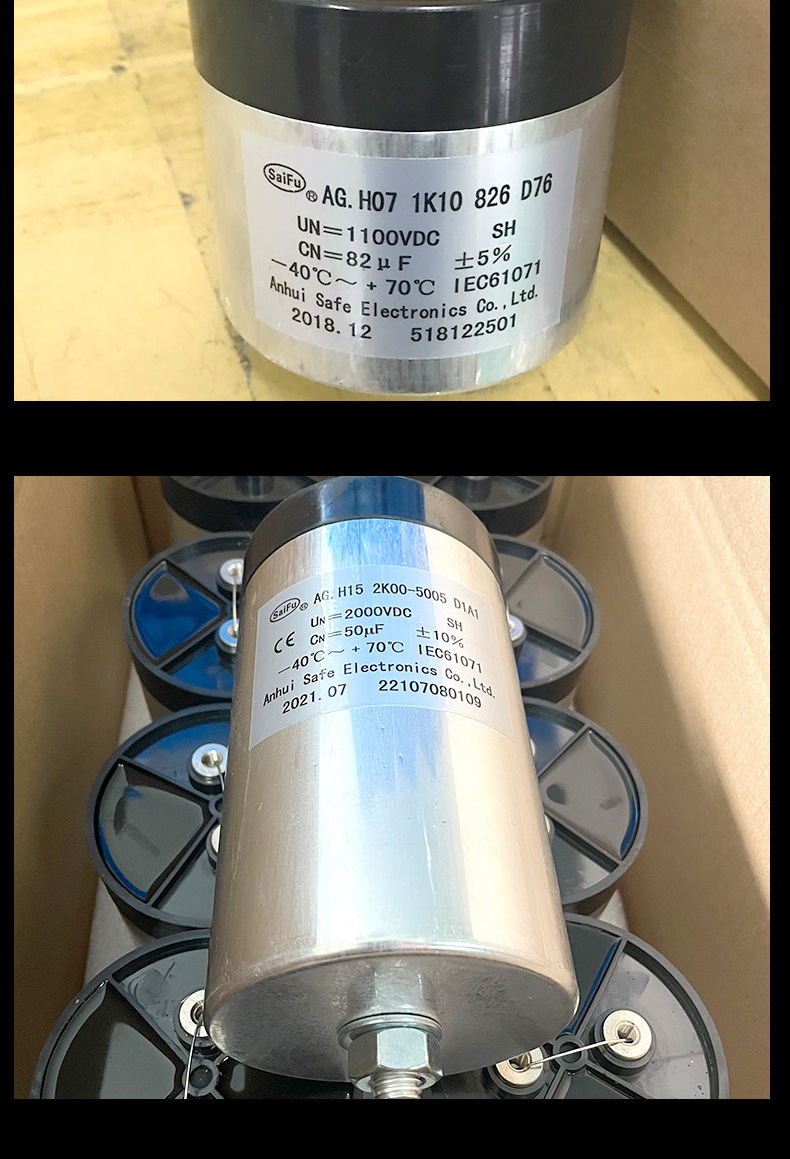 SaiFu ® AG.H07 1K10 826 D76
UN=1100VDC SH
CN=82μF ±5%
-40℃~+70℃ IEC61071
Anhui Safe Electronics Co.,Ltd.
2018.12 518122501
SaiFu ® AG.H15 2K00-5005 D1A1
UN=2000VDC SH
CE CN=50μF ±10%
-40℃~+70℃ IEC61071
Anhui Safe Electronics Co.,Ltd.
2021.07 22107080109